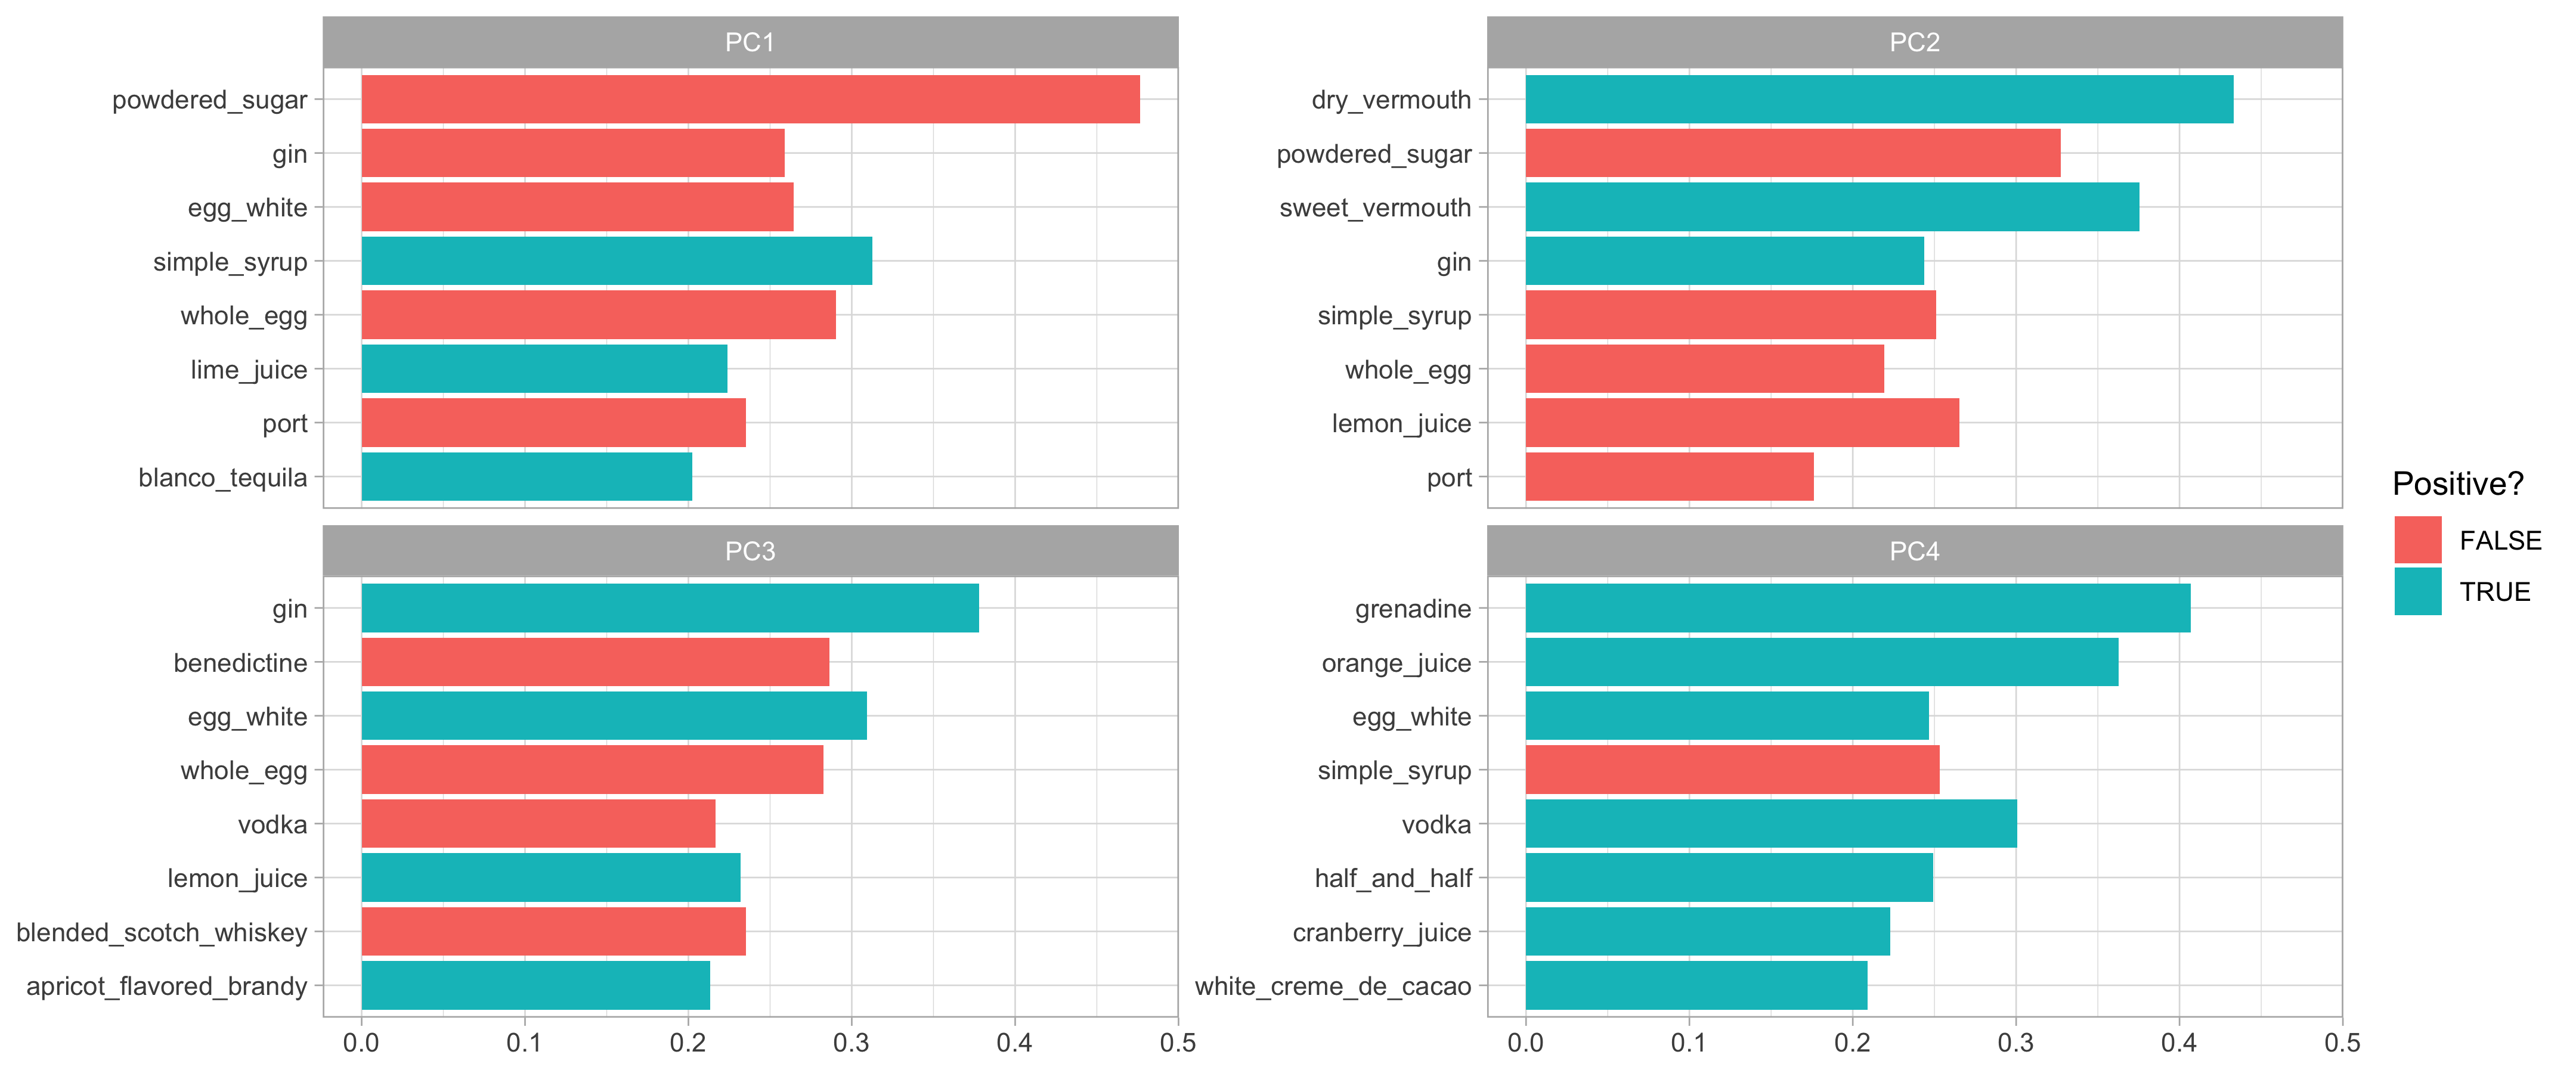 PC1
powdered_sugar
gin
egg_white
simple_syrup
whole_egg
lime_juice
port
blanco_tequila
PC2
dry_vermouth
powdered_sugar
sweet_vermouth
gin
simple_syrup
whole_egg
lemon_juice
port
PC3
gin
benedictine
egg_white
whole_egg
vodka
lemon_juice
blended_scotch_whiskey
apricot_flavored_brandy
0.0 0.1 0.2 0.3 0.4 0.5
PC4
grenadine
orange_juice
egg_white
simple_syrup
vodka
half_and_half
cranberry_juice
white_creme_de_cacao
0.0 0.1 0.2 0.3 0.4 0.5
Positive?
FALSE
TRUE